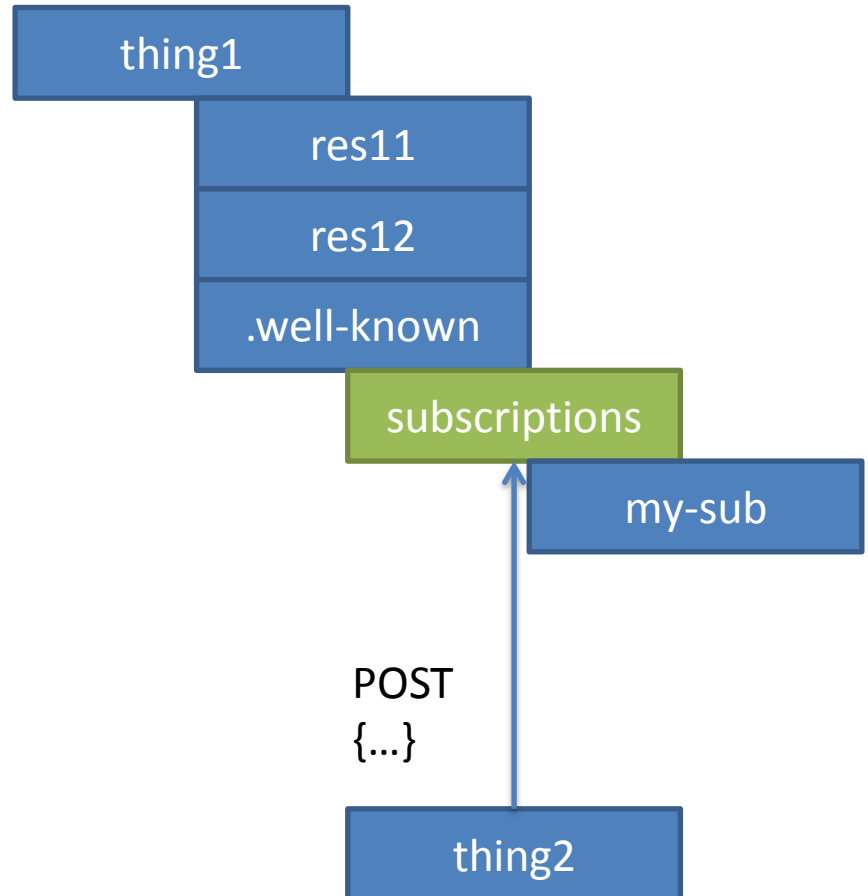 thing1
res11
res12
.well-known
subscriptions
my-sub
POST
{...}
thing2